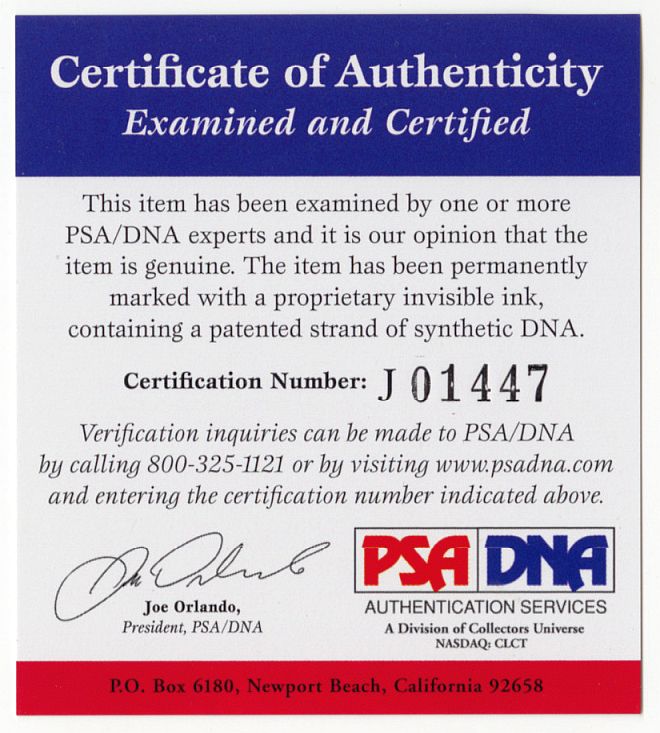 Certificate of Authenticity
Examined and Certified
This item has been examined by one or more
PSA/DNA experts and it is our opinion that the
item is genuine. The item has been permanently
marked with a proprietary invisible ink,
containing a patented strand of synthetic DNA.
Certification Number: J 01447
Verification inquiries can be made to PSA/DNA
by calling 800-325-1121 or by visiting www.psadna.com
and entering the certification number indicated above.
Joe Orlando
Joe Orlando,
President, PSA/DNA
PSA DNA
AUTHENTICATION SERVICES
A Division of Collectors Universe
NASDAQ: CLCT
P.O. Box 6180, Newport Beach, California 92658